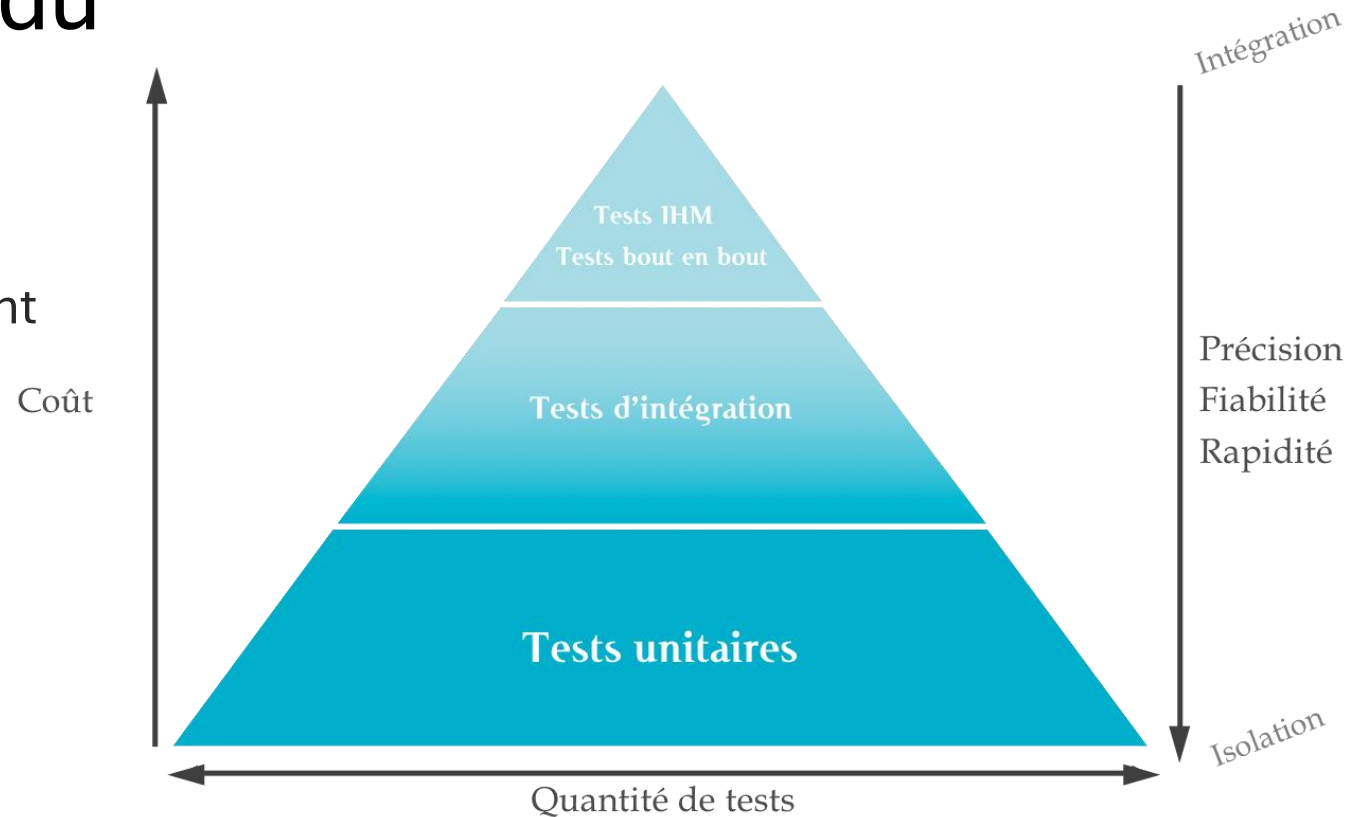 du
nt
Coût
Tests IHM
Tests bout en bout
Tests d'intégration
Tests unitaires
Quantité de tests
Intégration
Précision
Fiabilité
Rapidité
Isolation